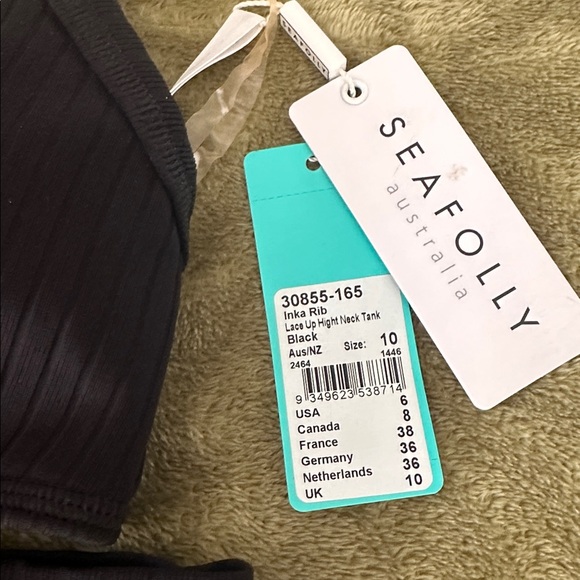 SEAFOLLY
SEAFOLLY
australia
30855-165
Inka Rib
Lace Up Hight Neck Tank
Black
Aus/NZ Size: 10
2464 1446
9 349623 538714
USA 6
Canada 8
France 38
Germany 36
Netherlands 36
UK 10